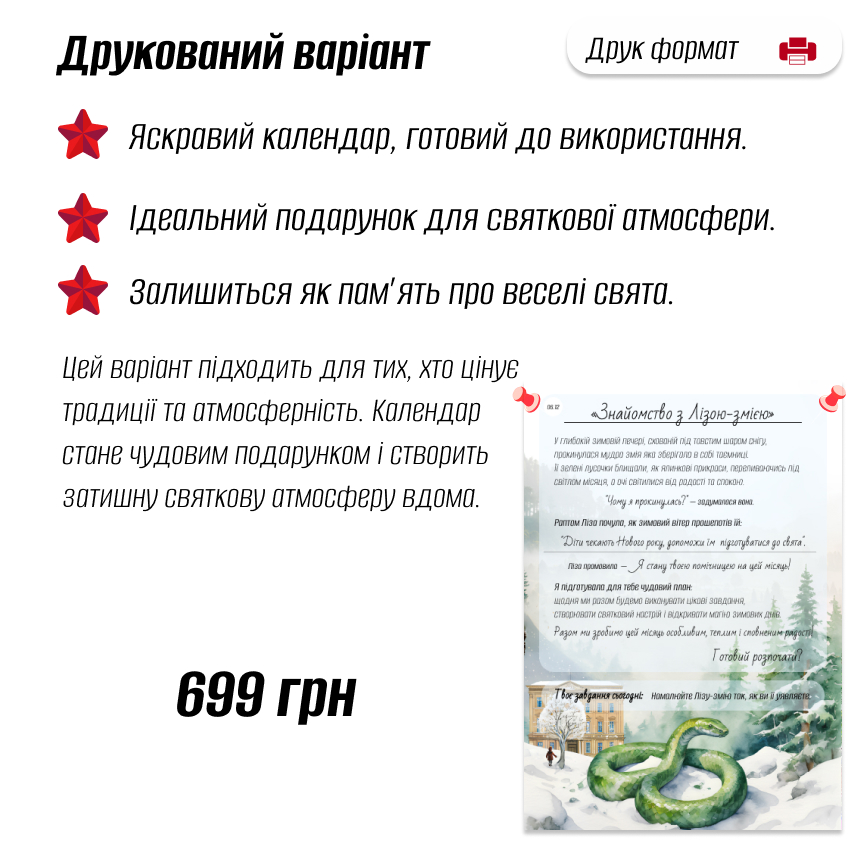 Друкований варіант
Друк формат
Яскравий календар, готовий до використання.
Ідеальний подарунок для святкової атмосфери.
Залишиться як пам'ять про веселі свята.
Цей варіант підходить для тих, хто цінує
традиції та атмосферність. Календар
стане чудовим подарунком і створить
затишну святкову атмосферу вдома.
699 грн
06.12
«Знайомство з Лізою-змією»
У глибокій зимовій печері, схованій під товстим шаром снігу,
прокинулася мудра змія яка зберігала в собі таємниці.
Її зелені лусочки блищали, як ялинкові прикраси, переливаючись під
світлом місяця, а очі світилися від радості та спокою.
"Чому я прокинулась?" – задумалася вона.
Раптом Ліза почула, як зимовий вітер прошепотів їй:
"Діти чекають Нового року, допоможи їм підготуватися до свята".
Ліза промовила – Я стану твоєю помічницею на цей місяць!
Я підготувала для тебе чудовий план:
щодня ми разом будемо виконувати цікаві завдання,
створювати святковий настрій і відкривати магію зимових днів.
Разом ми зробимо цей місяць особливим, теплим і сповненим радості!
Готовий розпочати?
Твоє завдання сьогодні: Намалюйте Лізу-змію так, як ви її уявляєте.